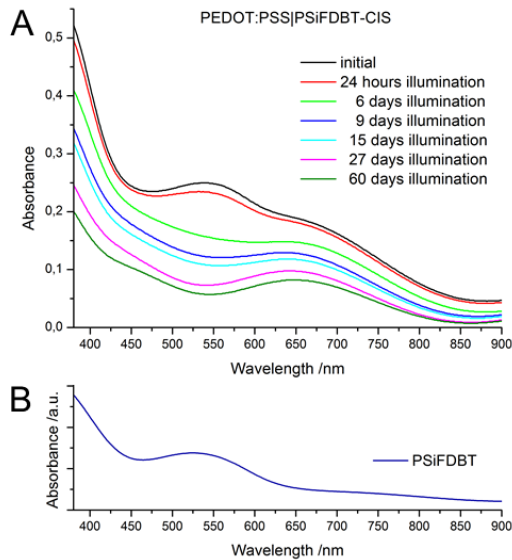 A
PEDOT:PSS|PSiFDBT-CIS
initial
24 hours illumination
6 days illumination
9 days illumination
15 days illumination
27 days illumination
60 days illumination
Absorbance
0,5
0,4
0,3
0,2
0,1
0,0
400 450 500 550 600 650 700 750 800 850 900
Wavelength /nm
B
Absorbance /a.u.
PSiFDBT
400 450 500 550 600 650 700 750 800 850 900
Wavelength /nm